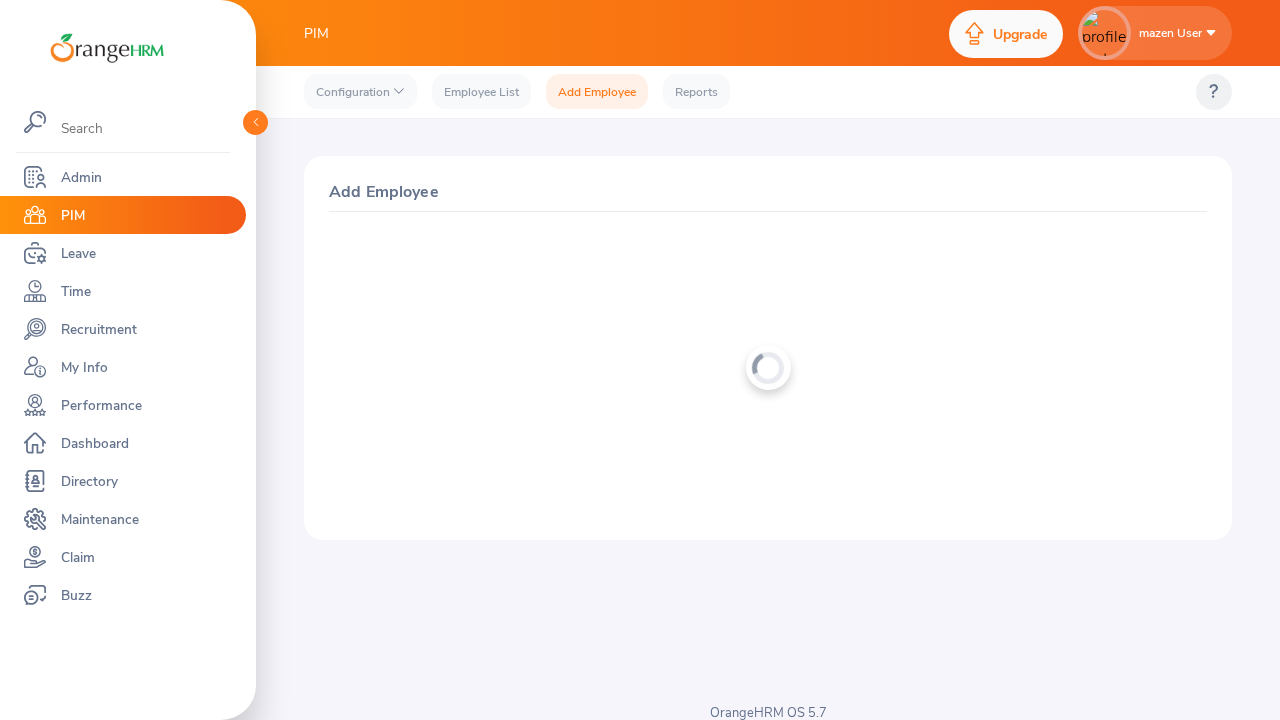 OrangeHRM
PIM
Upgrade
profile
mazen User
Configuration
Employee List
Add Employee
Reports
?
Search
Admin
PIM
Leave
Time
Recruitment
My Info
Performance
Dashboard
Directory
Maintenance
Claim
Buzz
Add Employee
OrangeHRM OS 5.7